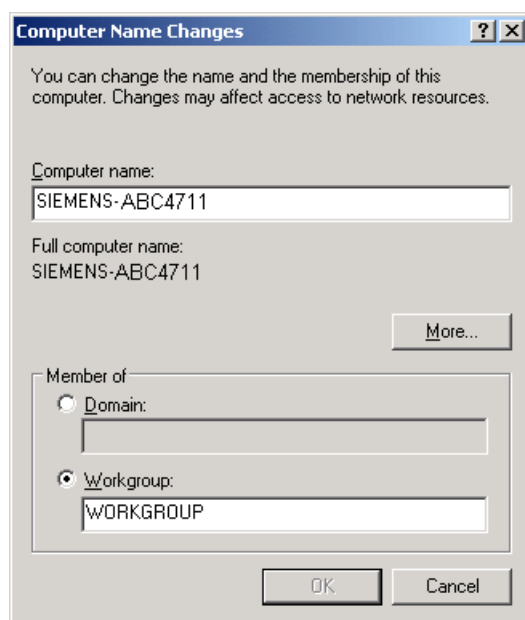 Computer Name Changes
You can change the name and the membership of this
computer. Changes may affect access to network resources.
Computer name:
SIEMENS-ABC4711
Full computer name:
SIEMENS-ABC4711
More...
Member of
Domain:
Workgroup:
WORKGROUP
OK Cancel